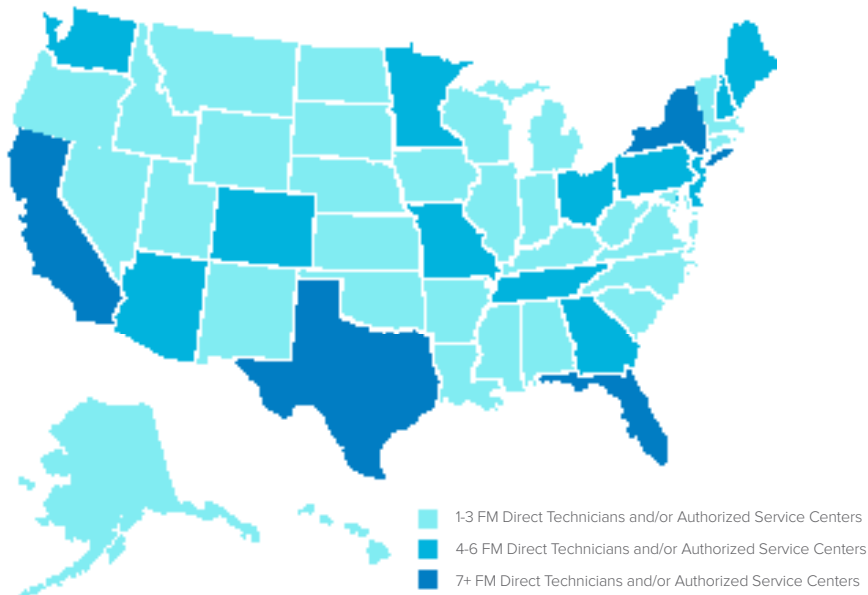 1-3 FM Direct Technicians and/or Authorized Service Centers
4-6 FM Direct Technicians and/or Authorized Service Centers
7+ FM Direct Technicians and/or Authorized Service Centers